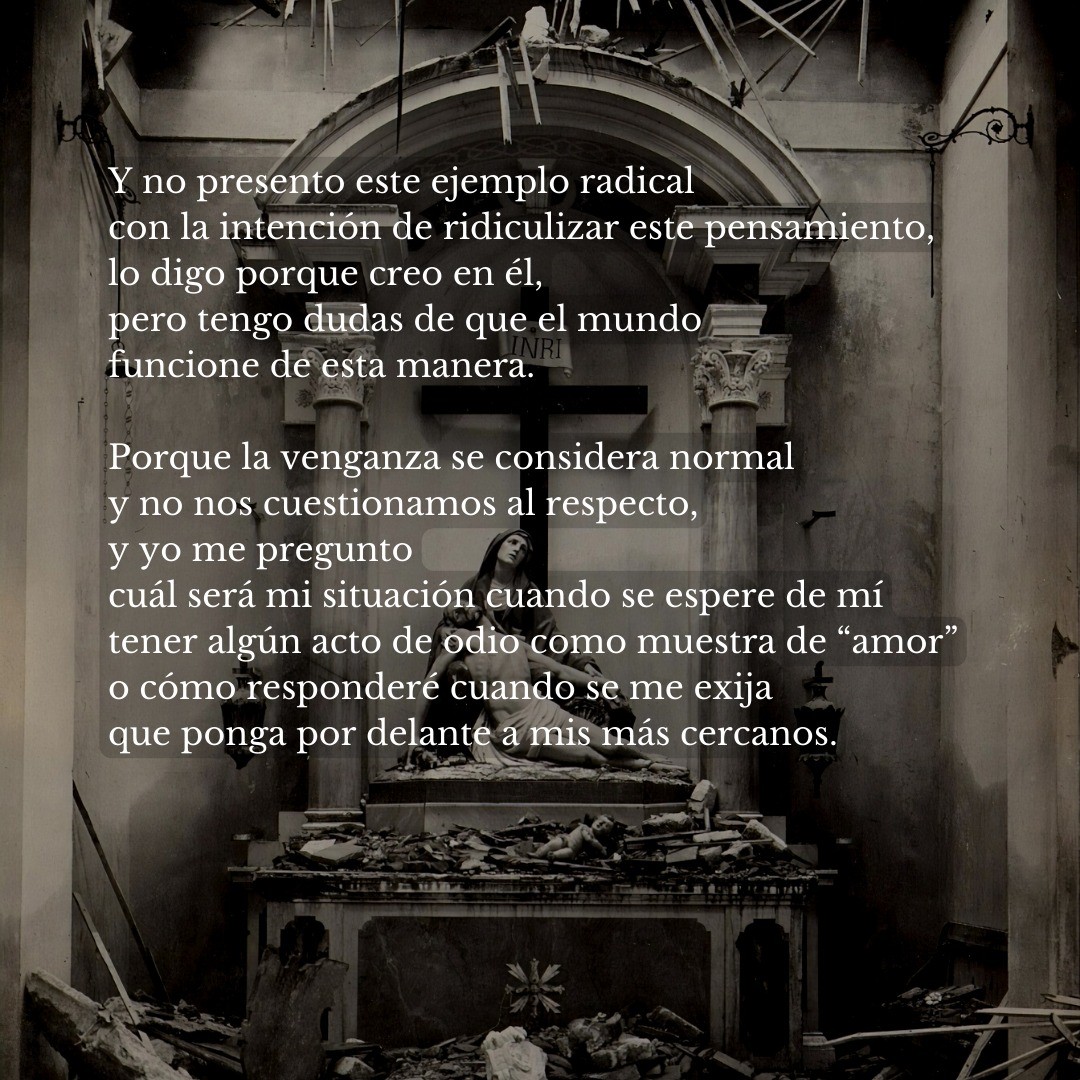 Y no presento este ejemplo radical
con la intención de ridiculizar este pensamiento,
lo digo porque creo en él,
pero tengo dudas de que el mundo
INRI
funcione de esta manera.
Porque la venganza se considera normal
y no nos cuestionamos al respecto,
y yo me pregunto
cuál será mi situación cuando se espere de mí
tener algún acto de odio como muestra de “amor”
o cómo responderé cuando se me exija
que ponga por delante a mis más cercanos.